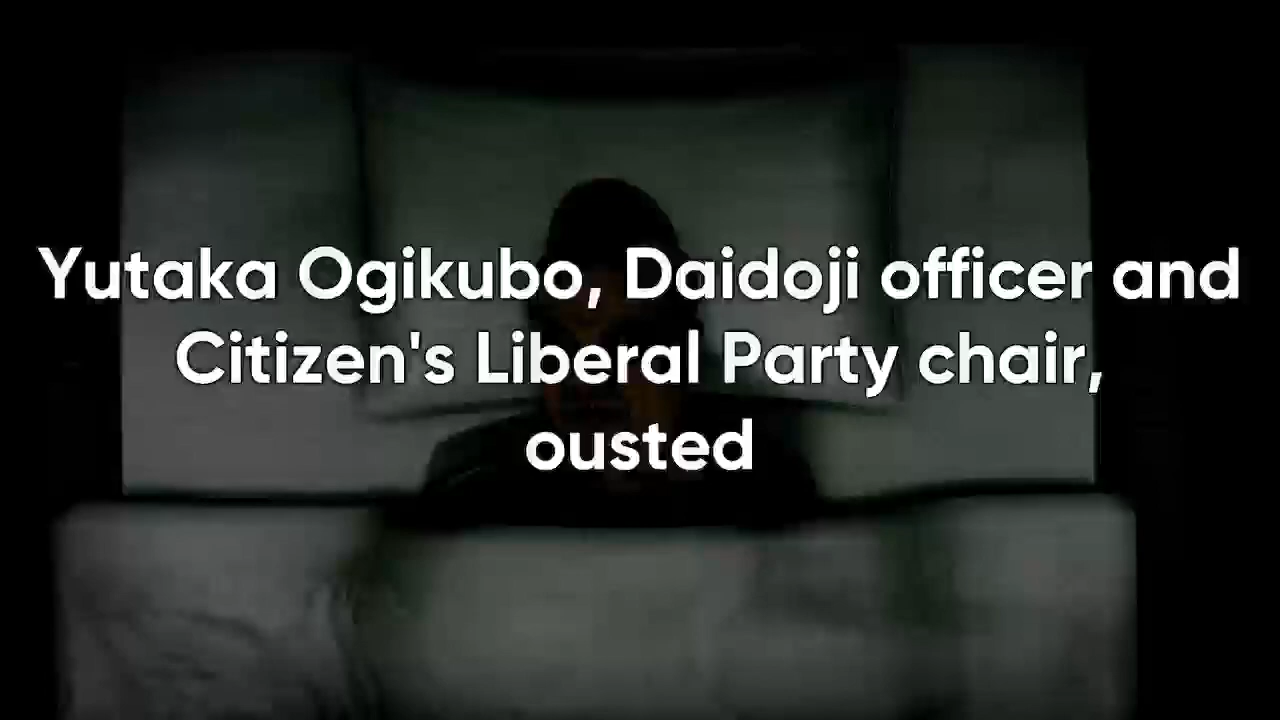 Yutaka Ogikubo, Daidoji officer and
Citizen's Liberal Party chair,
ousted